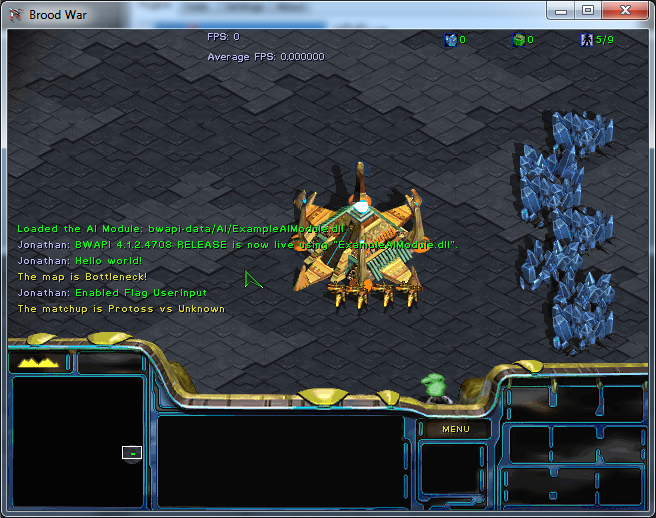 Brood War
FPS: 0
0
0
5/9
Average FPS: 0.000000
Loaded the AI Module: bwapi-data/AI/ExampleAIModule.dll
Jonathan: BWAPI 4.1.2.4708 RELEASE is now live using "ExampleAIModule.dll".
Jonathan: Hello world!
The map is Bottleneck!
Jonathan: Enabled Flag UserInput
The matchup is Protoss vs Unknown
MENU